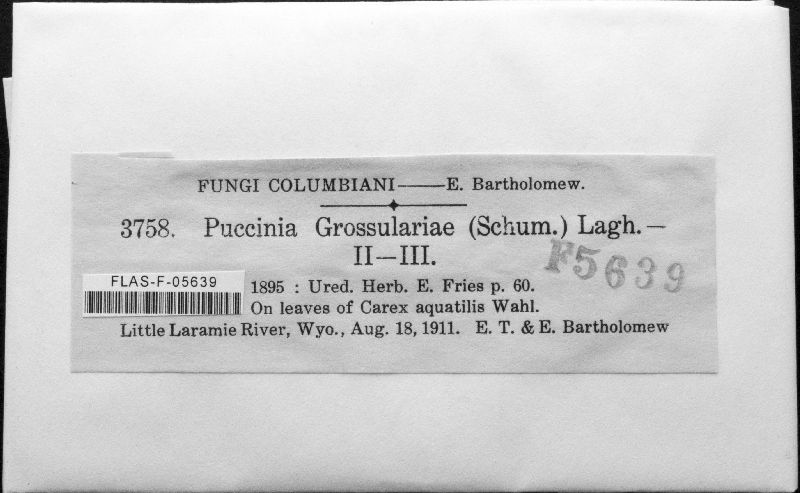 FUNGI COLUMBIANI——E. Bartholomew.
3758. Puccinia Grossulariae (Schum.) Lagh.—
II—III.
F5639
FLAS-F-05639
1895 : Ured. Herb. E. Fries p. 60.
On leaves of Carex aquatilis Wahl.
Little Laramie River, Wyo., Aug. 18, 1911. E. T. & E. Bartholomew